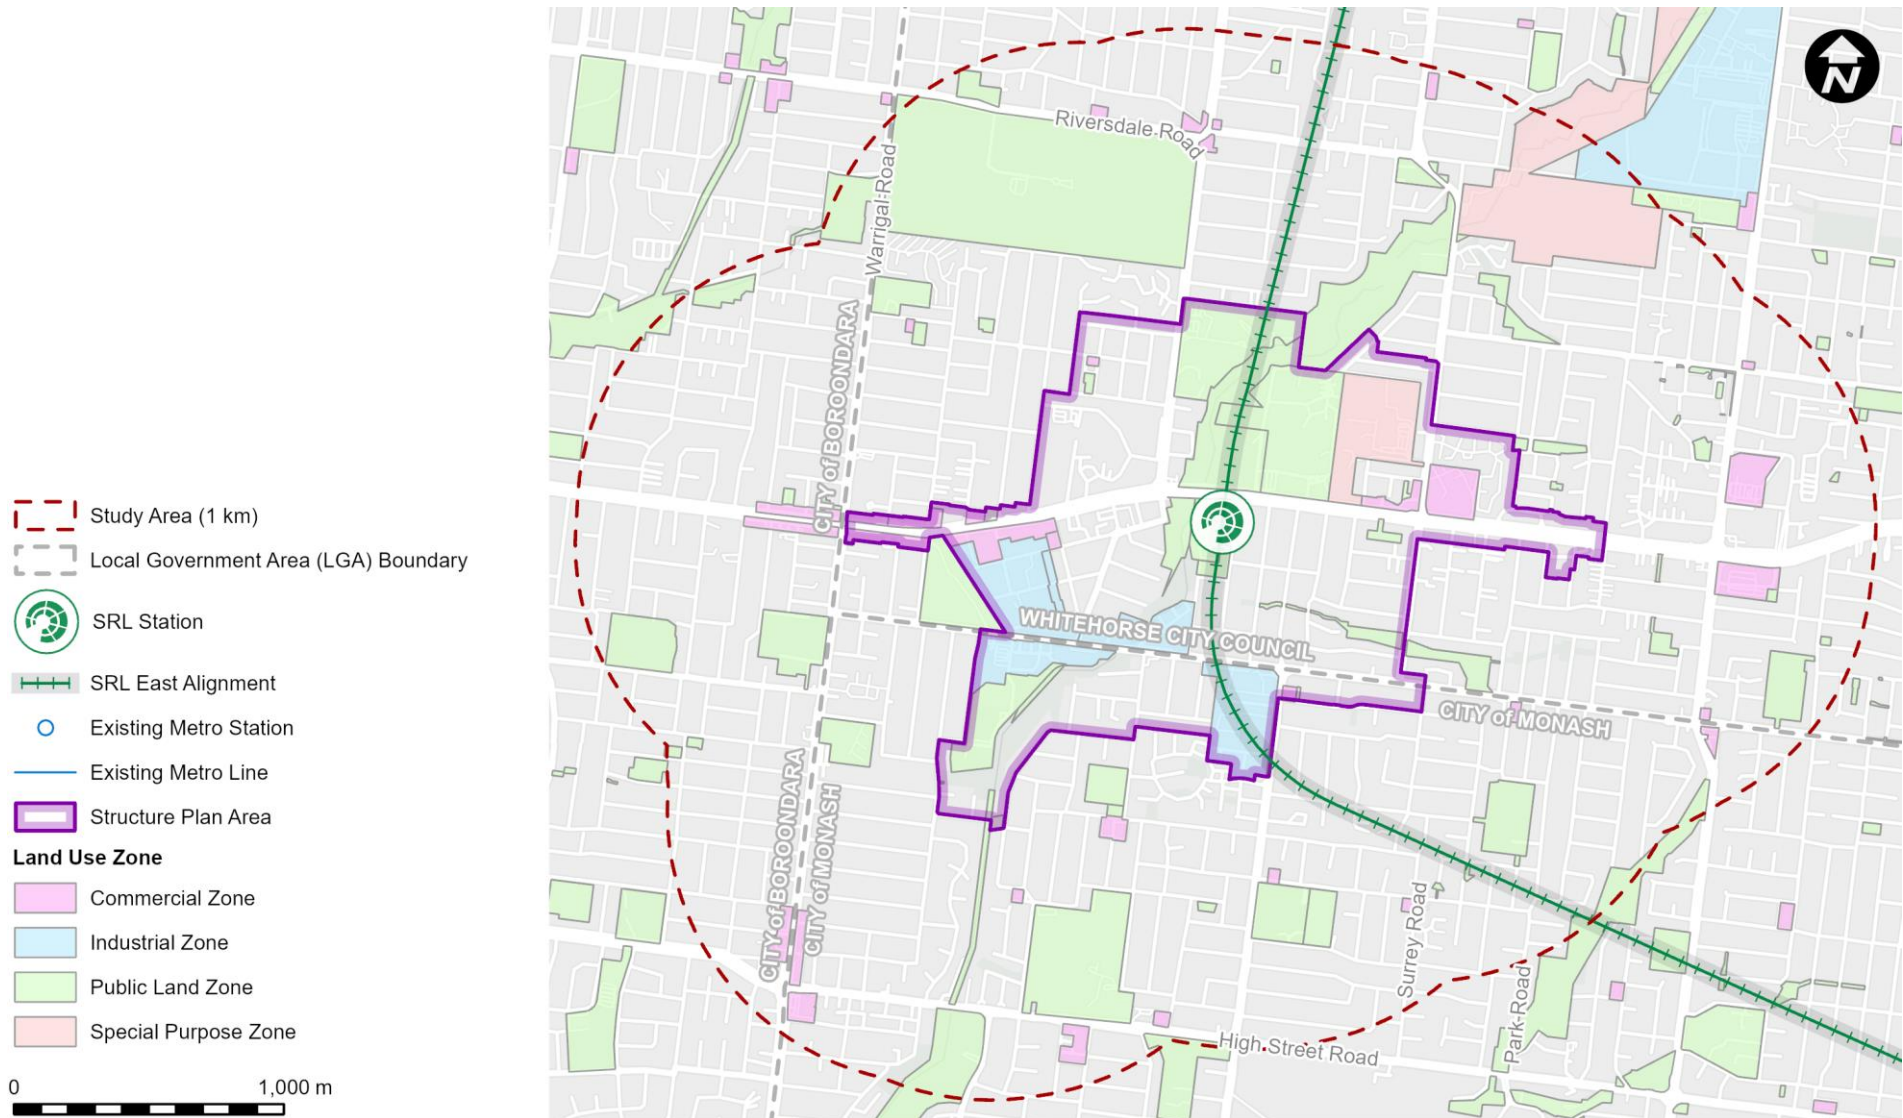 N
Riversdale Road
Warrigal Road
CITY of BOROONDARA
Study Area (1 km)
Local Government Area (LGA) Boundary
SRL Station
WHITEHORSE CITY COUNCIL
SRL East Alignment
CITY of MONASH
Existing Metro Station
Existing Metro Line
Structure Plan Area
CITY of BOROONDARA
CITY of MONASH
Land Use Zone
Commercial Zone
Industrial Zone
Surrey Road
Public Land Zone
Park Road
Special Purpose Zone
High Street Road
0 1,000 m